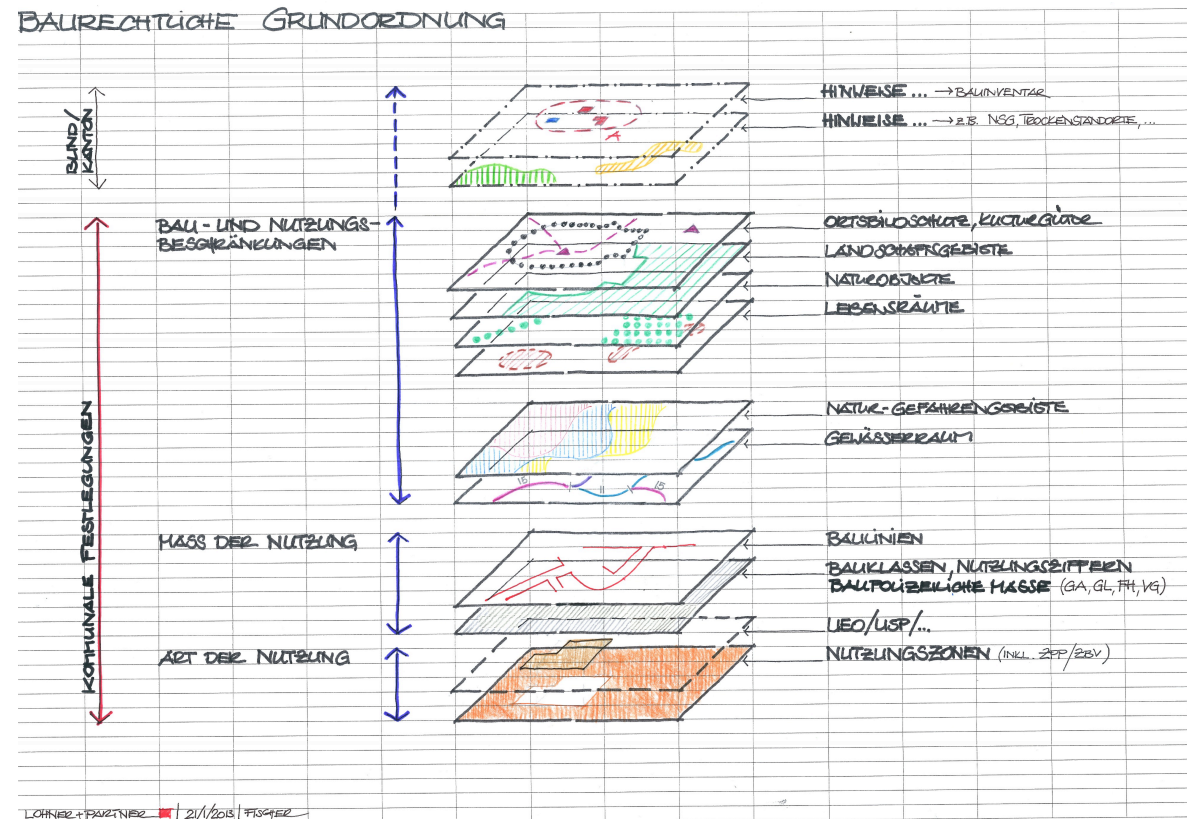 BAURECHTLICHE GRUNDORDNUNG
BUND/
KANTON
HINWEISE ... → BAUINVENTAR
HINWEISE ... → z.B. NSG, TROCKENSTANDORTE, ...
A
BAU- UND NUTZUNGS-
BESCHRÄNKUNGEN
ORTSBILDSCHUTZ, KULTURGÜTER
LANDSCHAFTSGEBIETE
NATUROBJEKTE
LEBENSRÄUME
KOMMUNALE FESTLEGUNGEN
NATUR-GEFAHRENGEBIETE
GEWÄSSERRAUM
15 11 15
MASS DER NUTZUNG
BAULINIEN
BAUKLASSEN, NUTZUNGSZIFFERN
BAUPOLIZEILICHE MASSE (GA, GL, FH, VG)
UEO/USP/...
ART DER NUTZUNG
NUTZUNGSZONEN (INKL. ZPP/ZBV)
LOHNER+PARTNER | 21/1/2013 | FISCHER